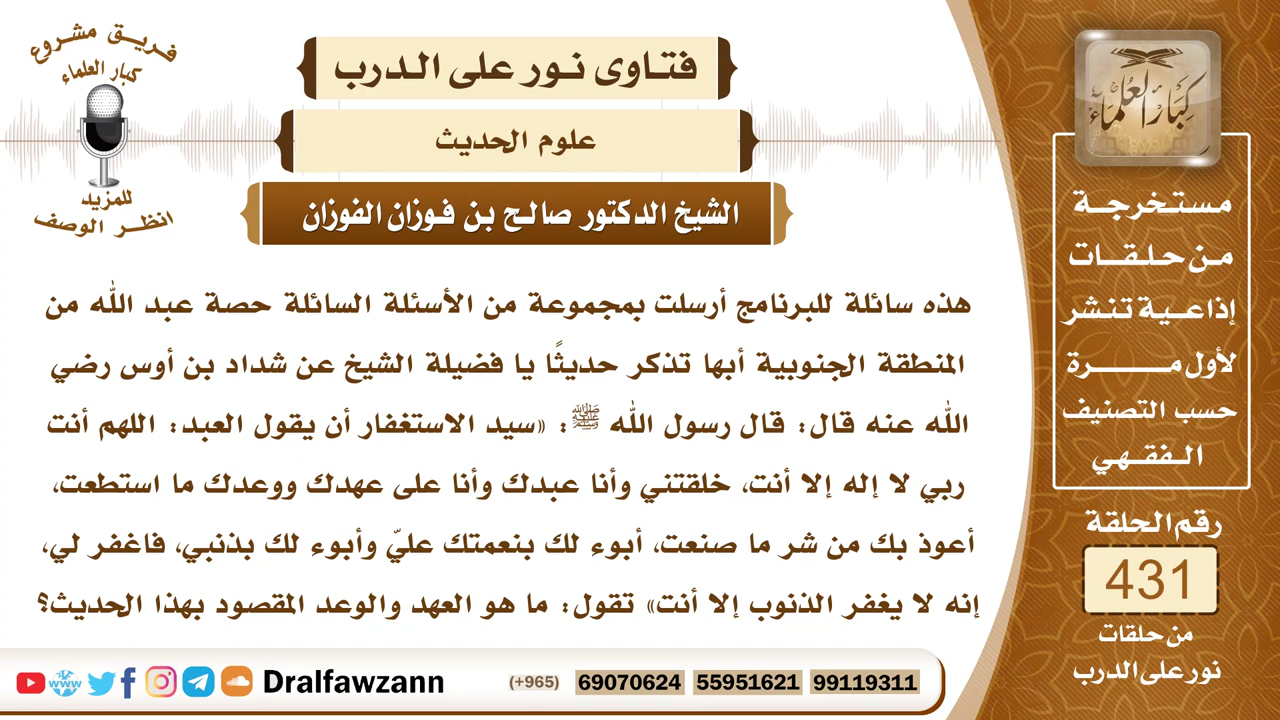 فريق مشروع
كبار العلماء
للمزيد
انظر الوصف
فتاوى نور على الدرب
علوم الحديث
الشيخ الدكتور صالح بن فوزان الفوزان
هذه سائلة للبرنامج أرسلت بمجموعة من الأسئلة السائلة حصة عبد الله من
المنطقة الجنوبية أبها تذكر حديثًا يا فضيلة الشيخ عن شداد بن أوس رضي
الله عنه قال: قال رسول الله ﷺ: «سيد الاستغفار أن يقول العبد: اللهم أنت
ربي لا إله إلا أنت، خلقتني وأنا عبدك وأنا على عهدك ووعدك ما استطعت،
أعوذ بك من شر ما صنعت، أبوء لك بنعمتك عليّ وأبوء لك بذنبي، فاغفر لي،
إنه لا يغفر الذنوب إلا أنت» تقول: ما هو العهد والوعد المقصود بهذا الحديث؟
كبار العلماء
مستخرجة
من حلقات
إذاعية تنشر
لأول مرة
حسب التصنيف
الفقهي
رقم الحلقة
431
من حلقات
نور على الدرب
www Dralfawzann (+965) 69070624 55951621 99119311